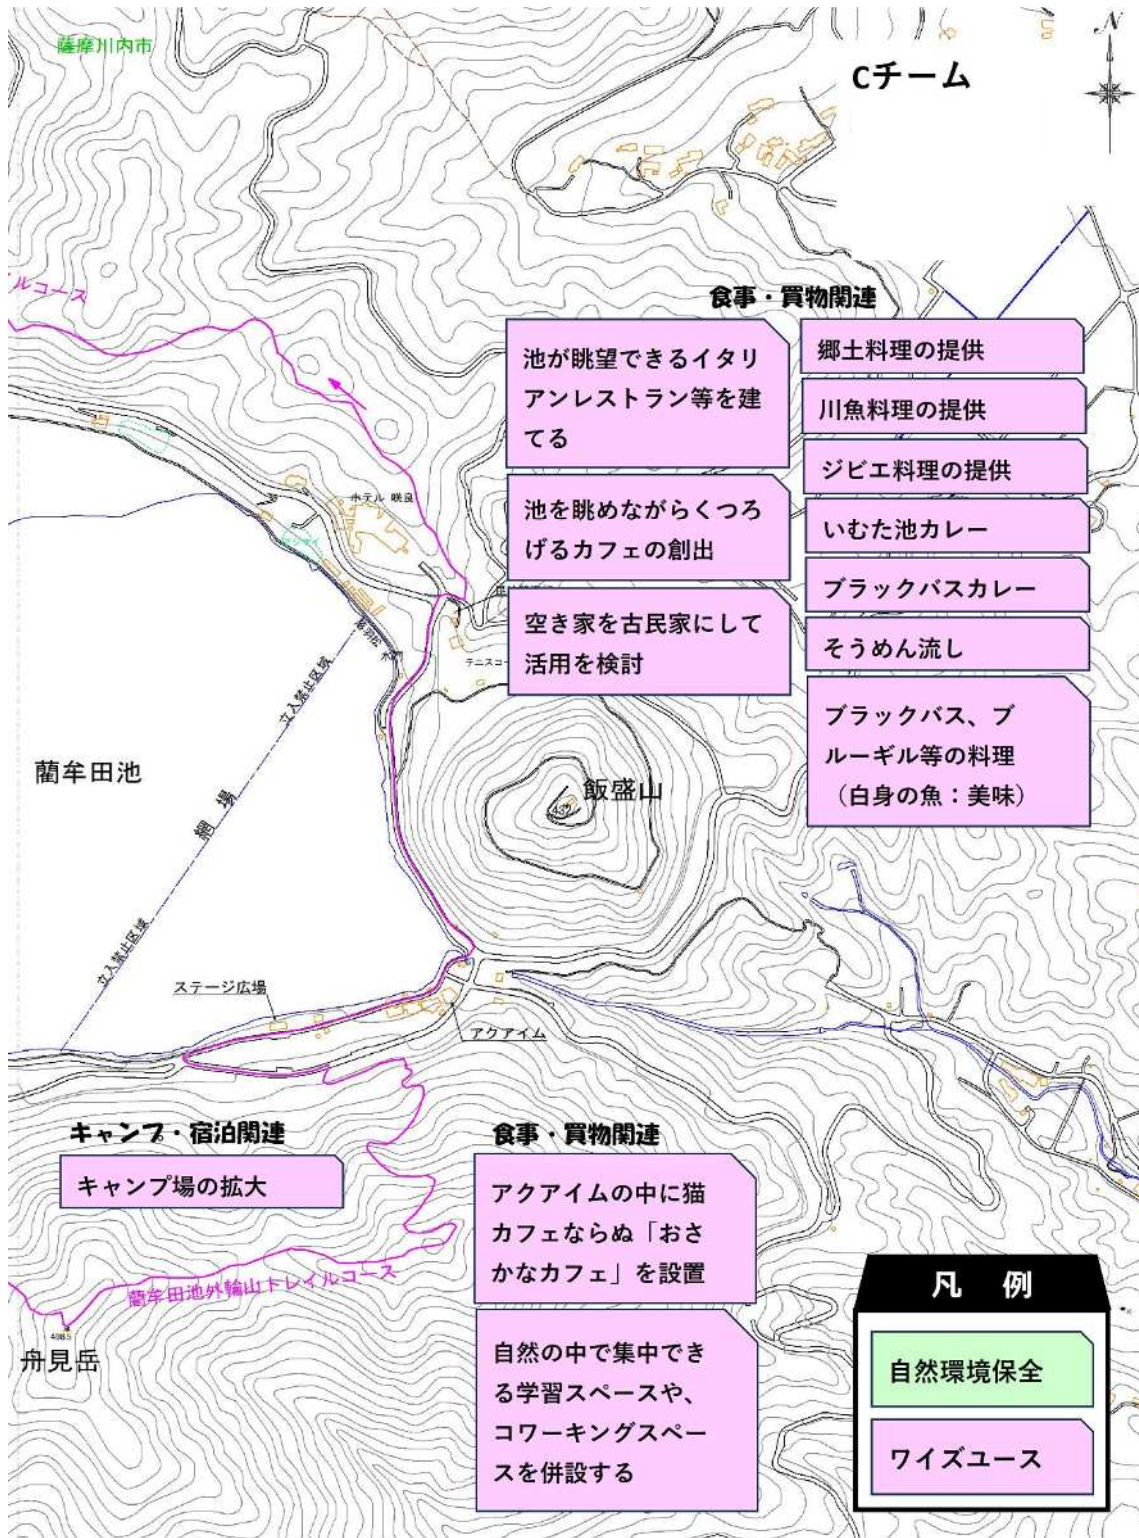 薩摩川内市
N
Cチーム
イルコース
食事・買物関連
池が眺望できるイタリ
アンレストラン等を建
てる
池を眺めながらくつろ
げるカフェの創出
空き家を古民家にして
活用を検討
郷土料理の提供
川魚料理の提供
ジビエ料理の提供
いむた池カレー
ブラックバスカレー
そうめん流し
ブラックバス、ブ
ルーギル等の料理
（白身の魚：美味）
ホテル 咲良
テニスコー
立入禁止区域
藺牟田池
網場
飯盛山
立入禁止区域
ステージ広場
アクアイム
キャンプ・宿泊関連
キャンプ場の拡大
食事・買物関連
アクアイムの中に猫
カフェならぬ「おさ
かなカフェ」を設置
自然の中で集中でき
る学習スペースや、
コワーキングスペー
スを併設する
藺牟田池外輪山トレイルコース
舟見岳
凡 例
自然環境保全
ワイズユース